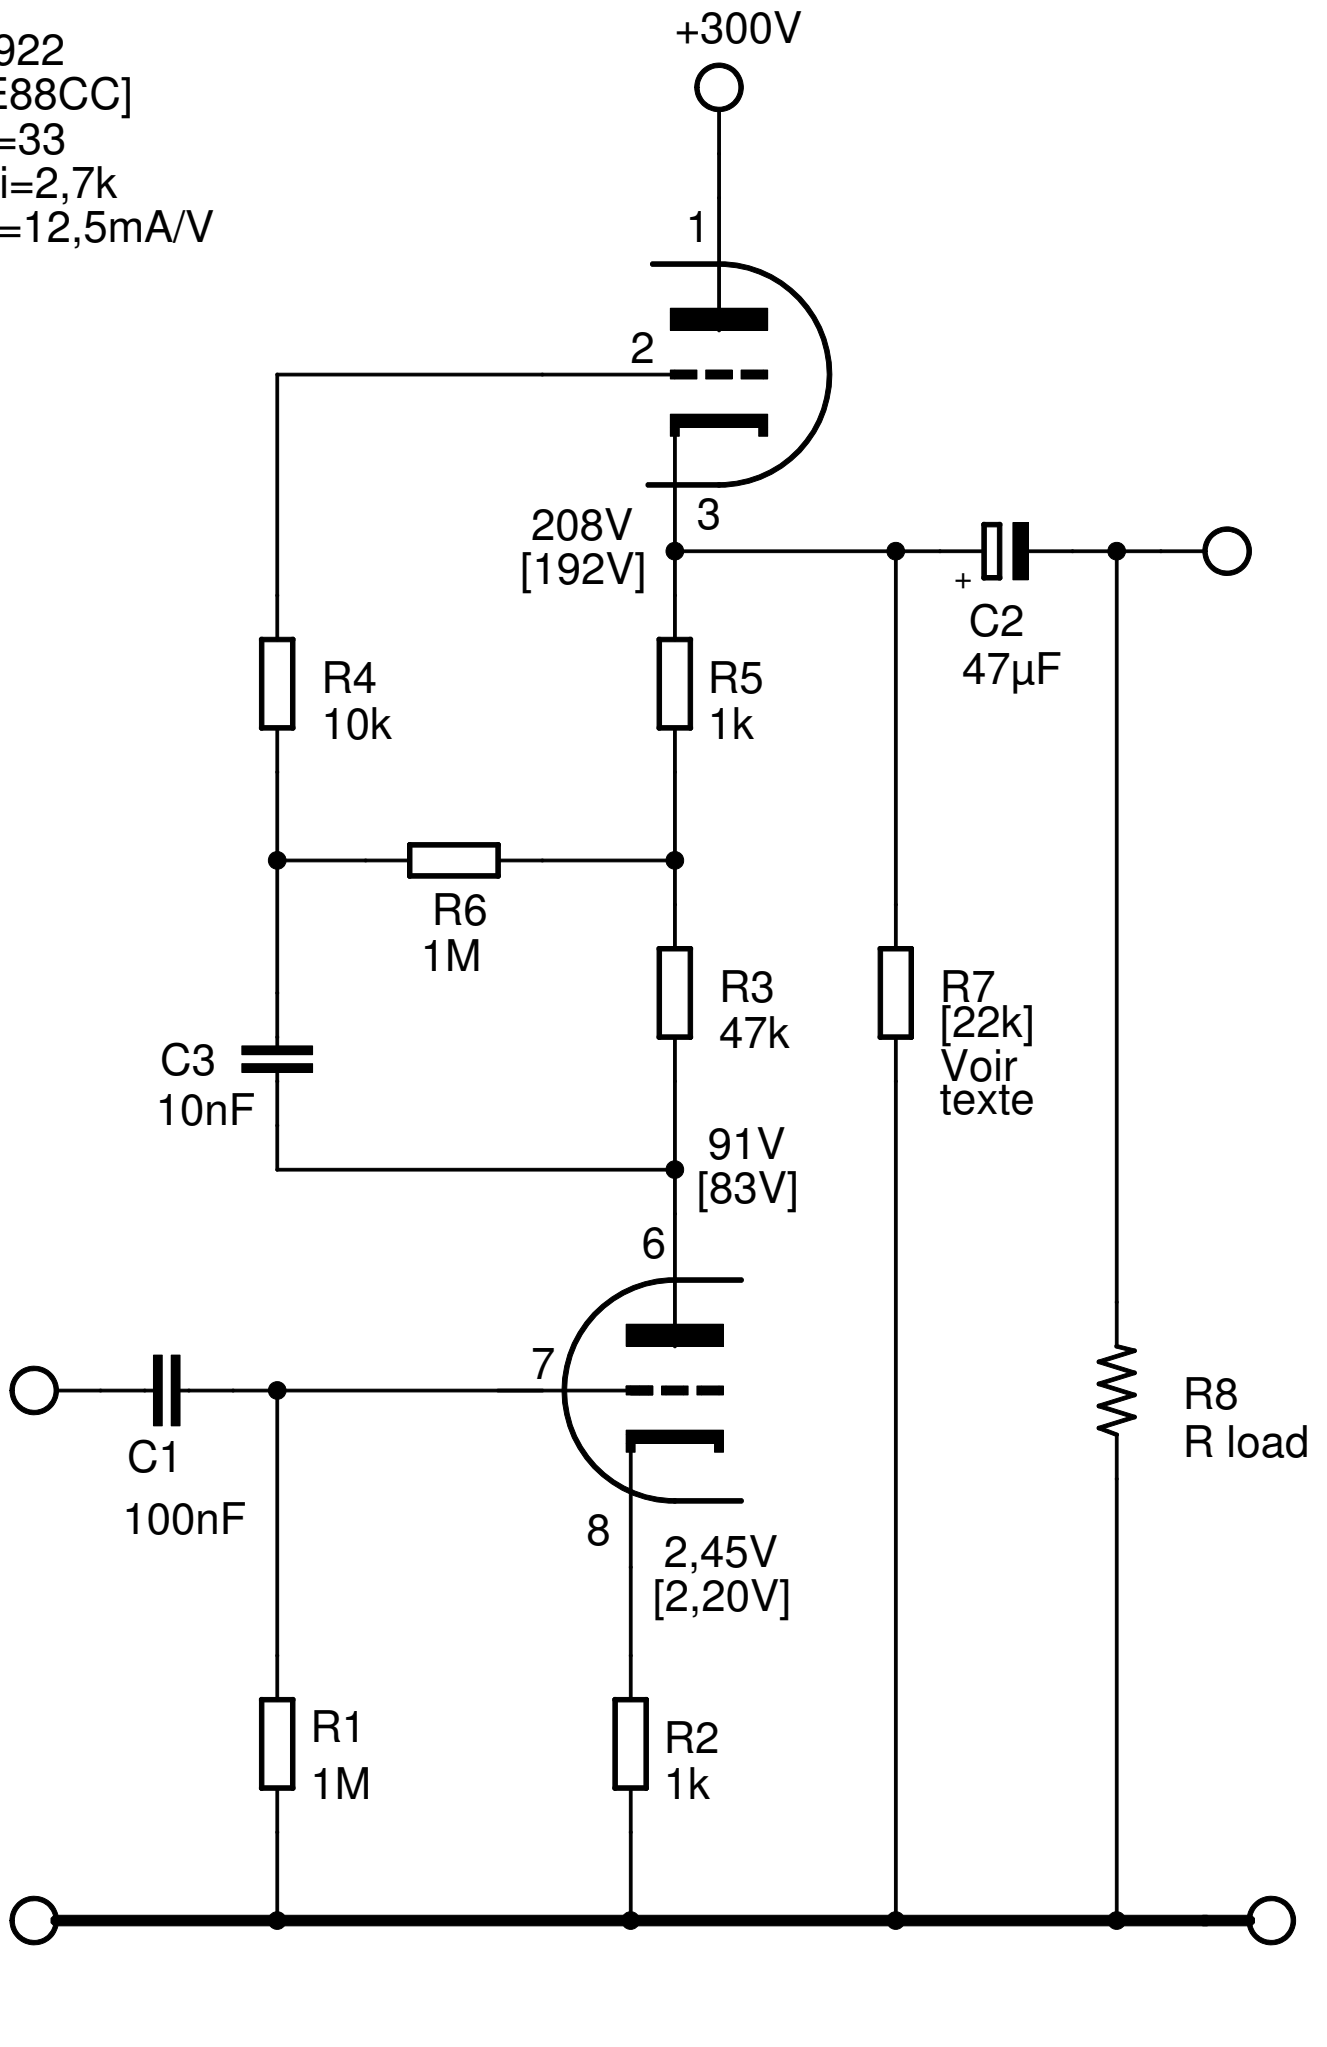 +300V
922
E88CC]
=33
i=2,7k
=12,5mA/V
1
2
3
208V
[192V]
+
C2
47µF
R4
10k
R5
1k
R6
1M
R3
47k
R7
[22k]
Voir
texte
C3
10nF
91V
[83V]
6
7
C1
100nF
R8
R load
8
2,45V
[2,20V]
R1
1M
R2
1k